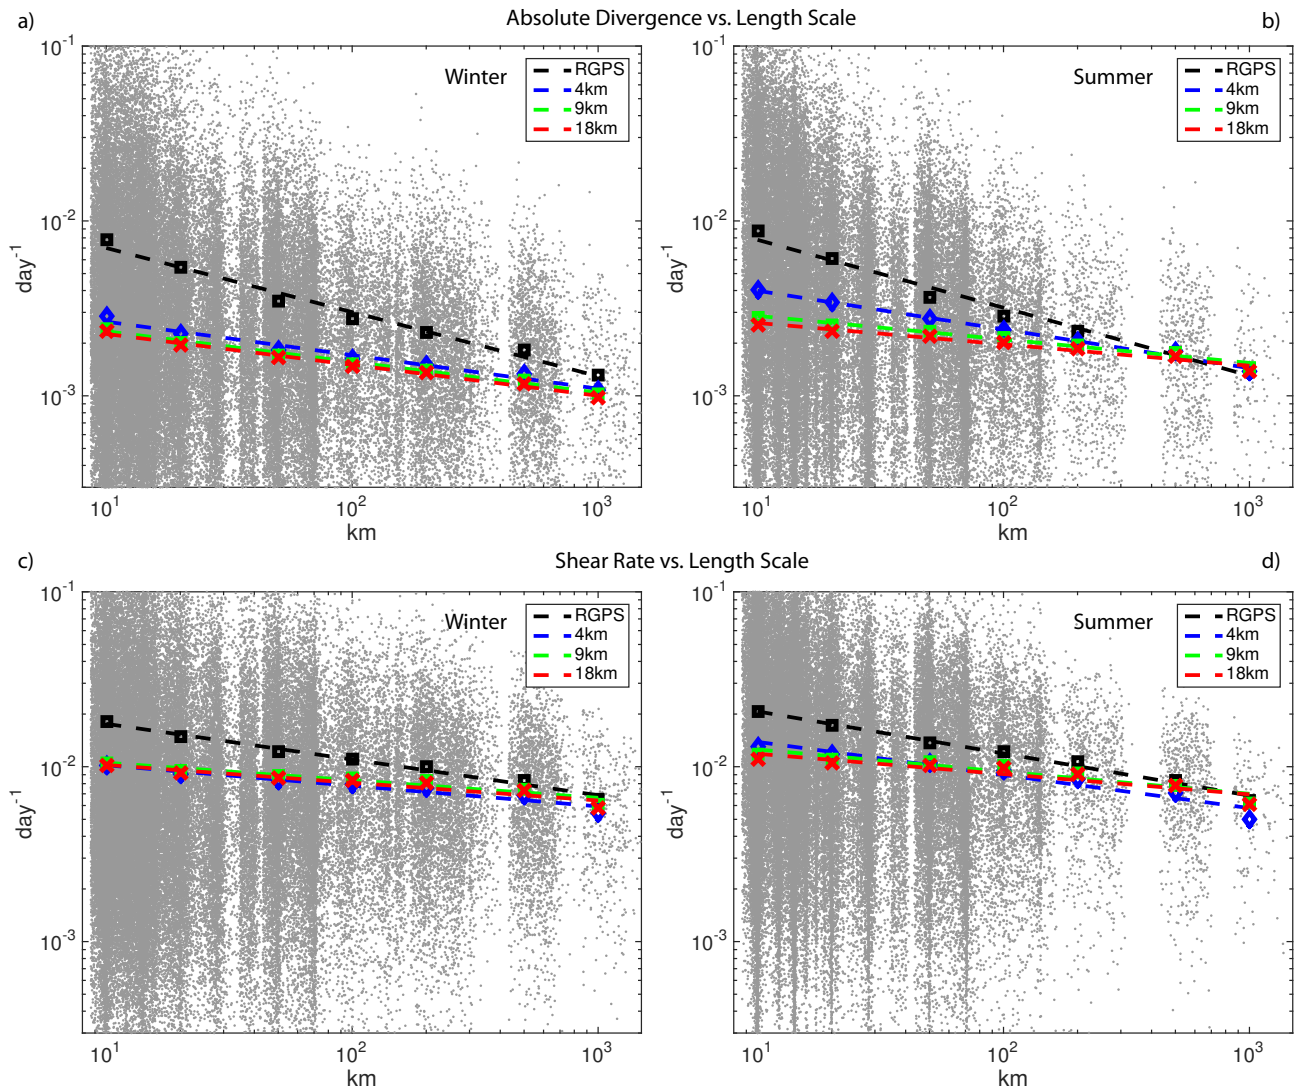 a)
Absolute Divergence vs. Length Scale
b)
10⁻¹
10⁻²
10⁻³
day⁻¹
Winter
RGPS
4km
9km
18km
10¹
10²
10³
km
10⁻¹
10⁻²
10⁻³
day⁻¹
Summer
RGPS
4km
9km
18km
10¹
10²
10³
km
c)
Shear Rate vs. Length Scale
d)
10⁻¹
10⁻²
10⁻³
day⁻¹
Winter
RGPS
4km
9km
18km
10¹
10²
10³
km
10⁻¹
10⁻²
10⁻³
day⁻¹
Summer
RGPS
4km
9km
18km
10¹
10²
10³
km